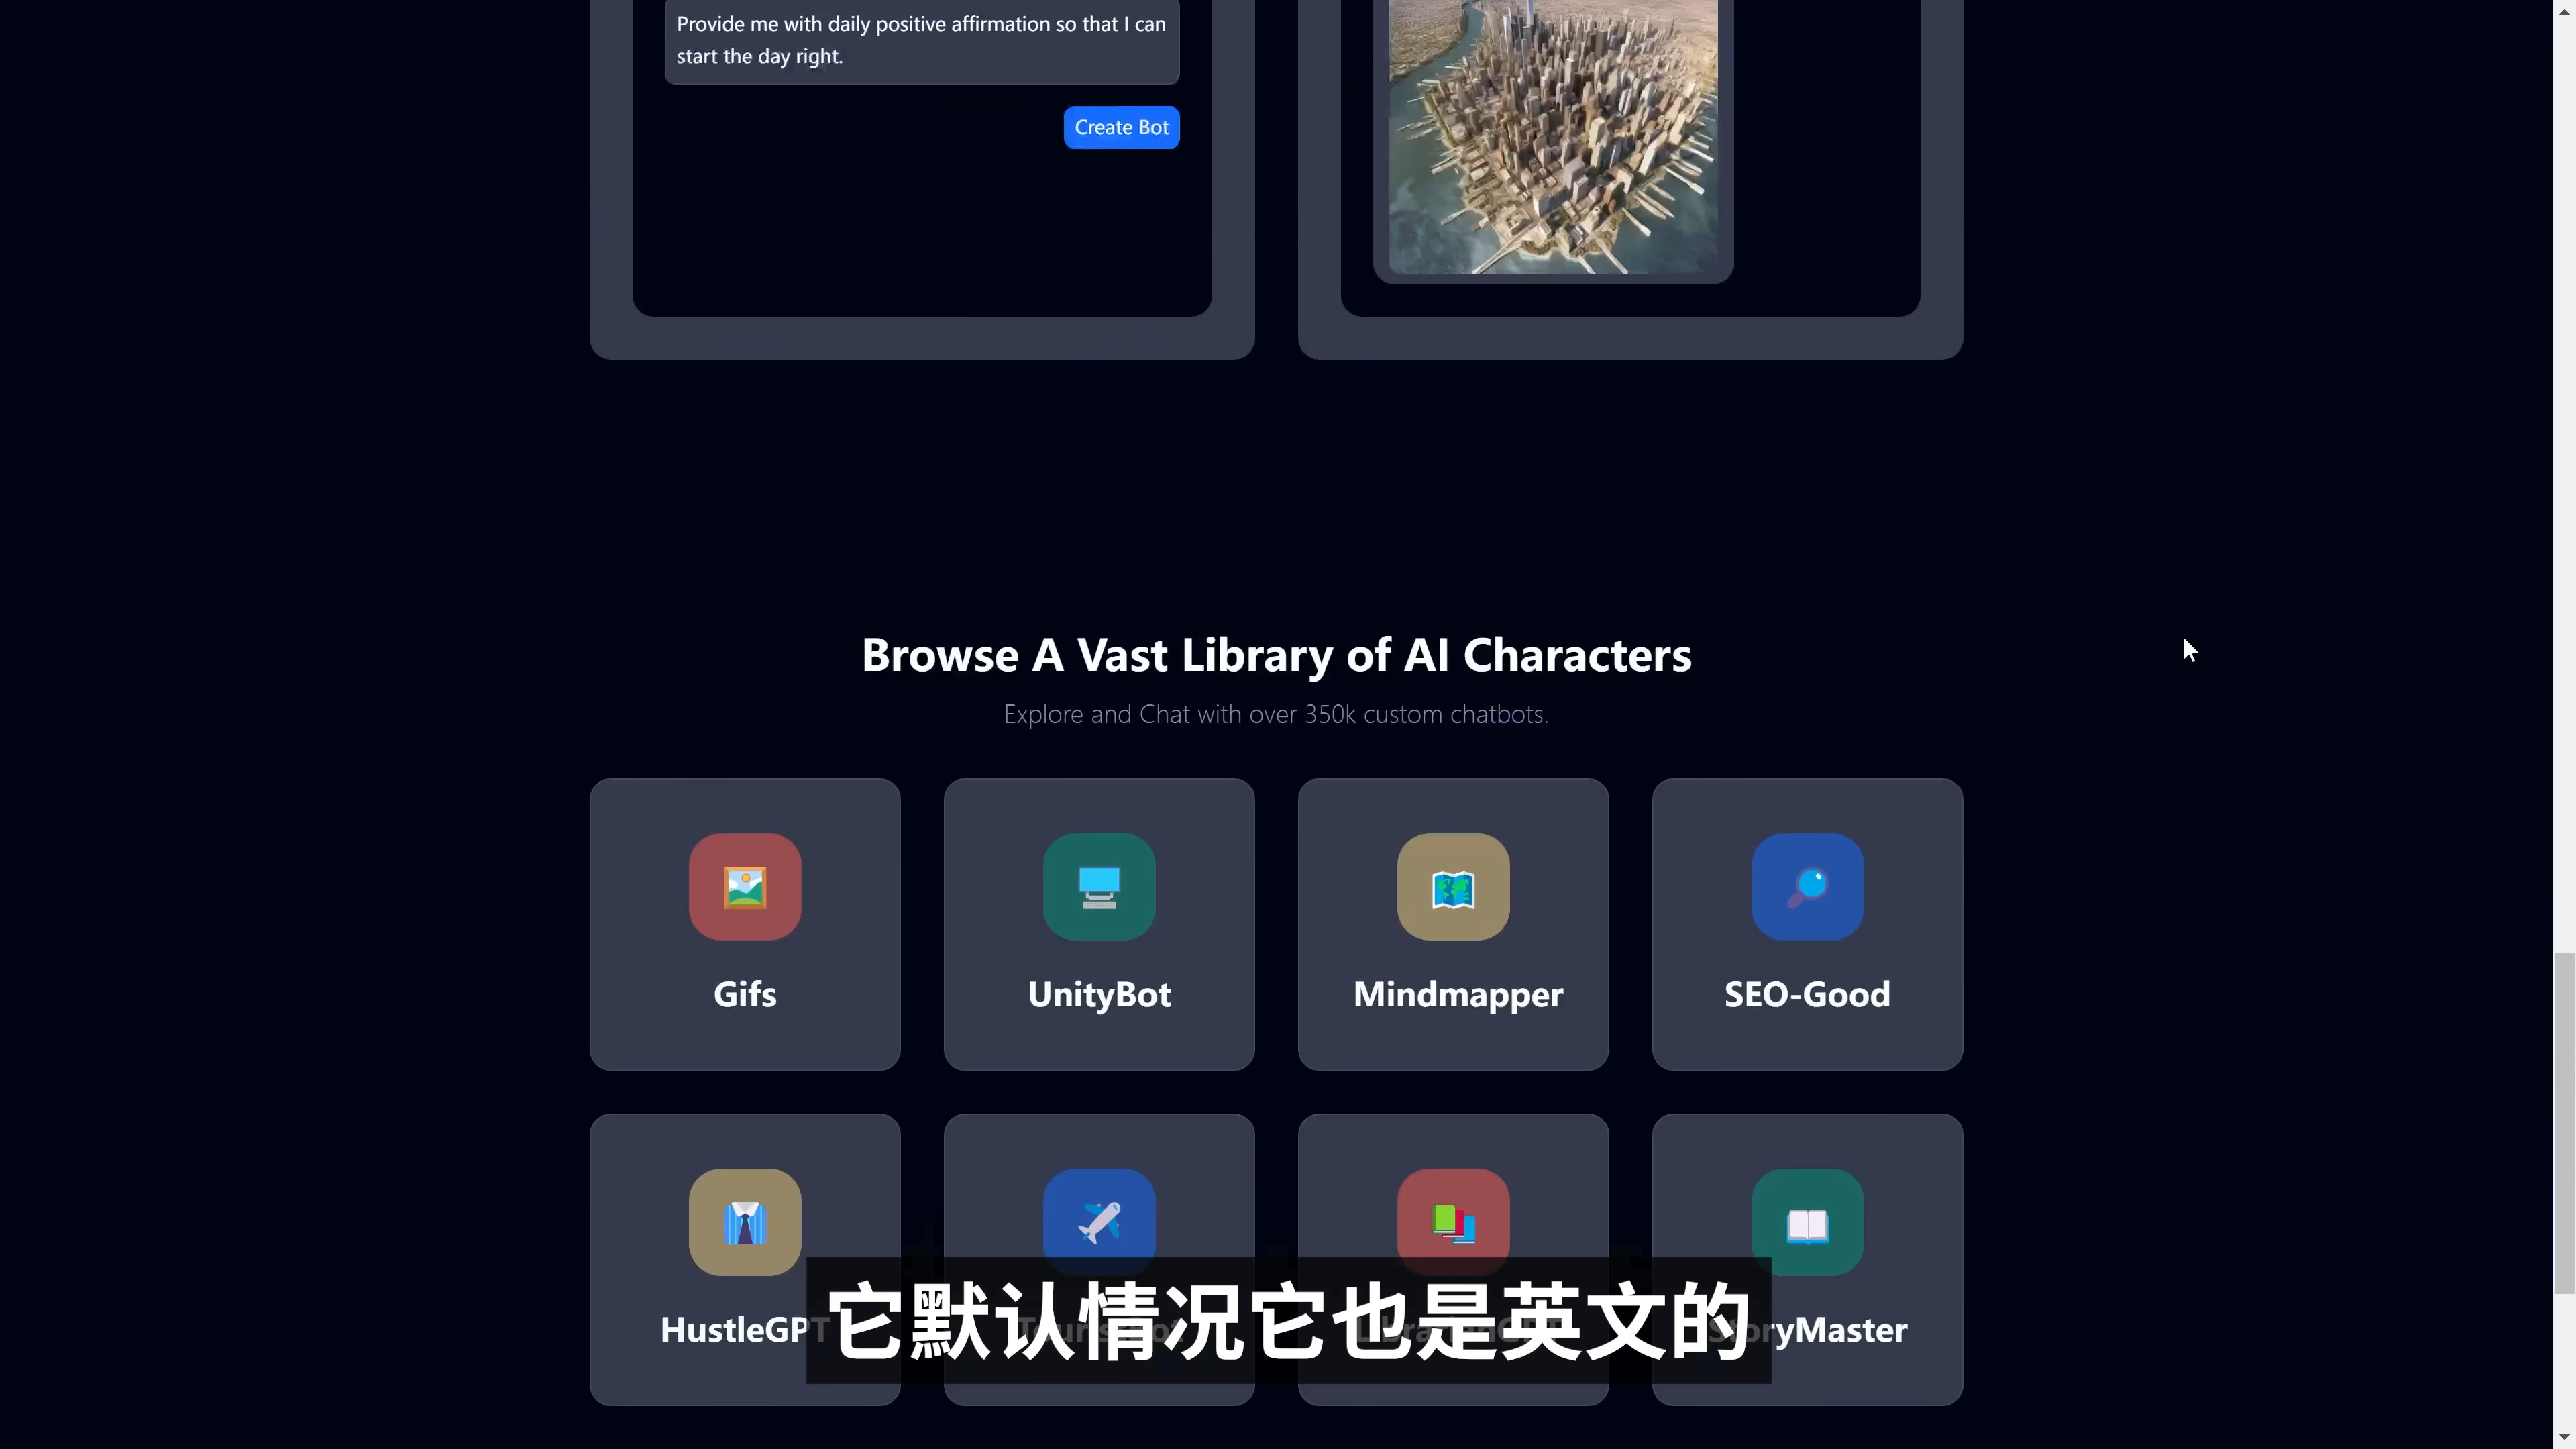 Provide me with daily positive affirmation so that I can
start the day right.
Create Bot
Browse A Vast Library of AI Characters
Explore and Chat with over 350k custom chatbots.
Gifs
UnityBot
Mindmapper
SEO-Good
HustleGPT
StoryMaster
它默认情况它也是英文的